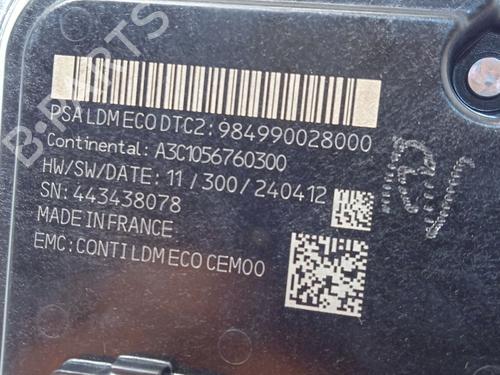 PSA LDM ECO DTC2: 984990028000
Continental: A3C1056760300
HW/SW/DATE: 11/300/240412
SN: 443438078
MADE IN FRANCE
EMC: CONTI LDM ECO CEM00
B-PARTS